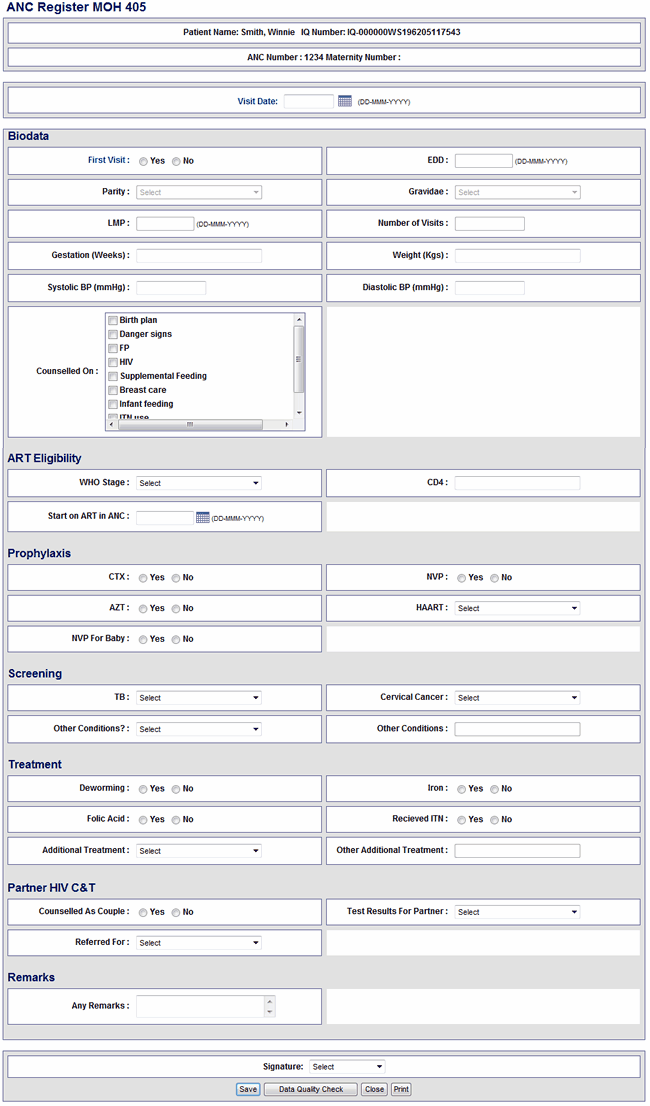 ANC Register MOH 405
Patient Name: Smith, Winnie IQ Number: IQ-000000WS196205117543
ANC Number : 1234 Maternity Number :
Visit Date: (DD-MMM-YYYY)
Biodata
First Visit : Yes No EDD : (DD-MMM-YYYY)
Parity : Select Gravidae : Select
LMP : (DD-MMM-YYYY) Number of Visits :
Gestation (Weeks) : Weight (Kgs) :
Systolic BP (mmHg) : Diastolic BP (mmHg) :
Counselled On :
Birth plan
Danger signs
FP
HIV
Supplemental Feeding
Breast care
Infant feeding
ITN use
ART Eligibility
WHO Stage : Select CD4 :
Start on ART in ANC : (DD-MMM-YYYY)
Prophylaxis
CTX : Yes No NVP : Yes No
AZT : Yes No HAART : Select
NVP For Baby : Yes No
Screening
TB : Select Cervical Cancer : Select
Other Conditions? : Select Other Conditions :
Treatment
Deworming : Yes No Iron : Yes No
Folic Acid : Yes No Recieved ITN : Yes No
Additional Treatment : Select Other Additional Treatment :
Partner HIV C&T
Counselled As Couple : Yes No Test Results For Partner : Select
Referred For : Select
Remarks
Any Remarks :
Signature: Select
Save Data Quality Check Close Print